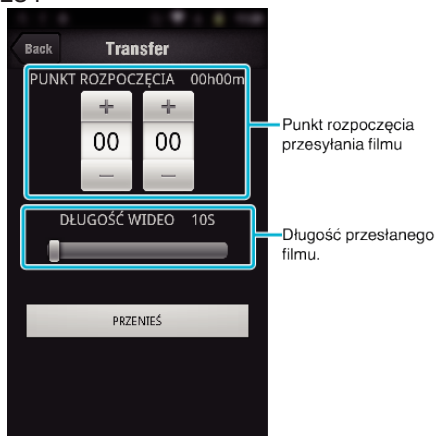 Back
Transfer
PUNKT ROZPOCZĘCIA 00h00m
+ +
00 00
— —
Punkt rozpoczęcia
przesyłania filmu
DŁUGOŚĆ WIDEO 10S
Długość przesłanego
filmu.
PRZENIEŚ